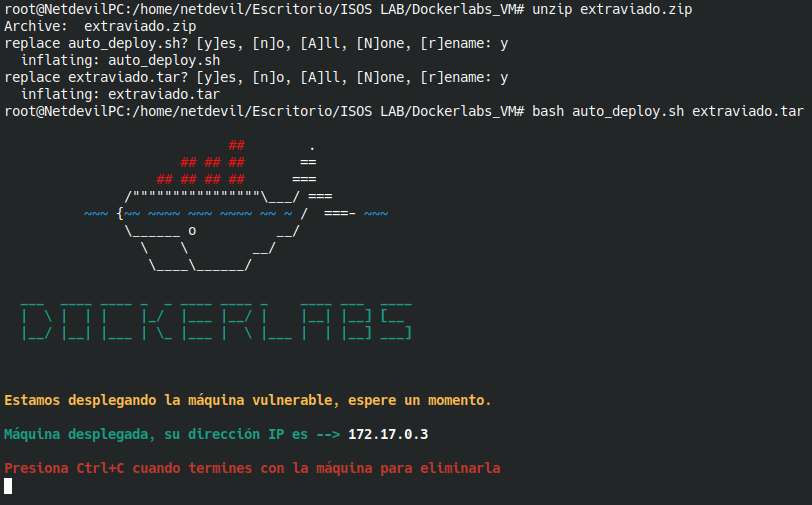 root@NetdevilPC:/home/netdevil/Escritorio/ISOS LAB/Dockerlabs_VM# unzip extraviado.zip
Archive:  extraviado.zip
replace auto_deploy.sh? [y]es, [n]o, [A]ll, [N]one, [r]ename: y
  inflating: auto_deploy.sh
replace extraviado.tar? [y]es, [n]o, [A]ll, [N]one, [r]ename: y
  inflating: extraviado.tar
root@NetdevilPC:/home/netdevil/Escritorio/ISOS LAB/Dockerlabs_VM# bash auto_deploy.sh extraviado.tar
DOCKERLABS
Estamos desplegando la máquina vulnerable, espere un momento.
Máquina desplegada, su dirección IP es --> 172.17.0.3
Presiona Ctrl+C cuando termines con la máquina para eliminarla